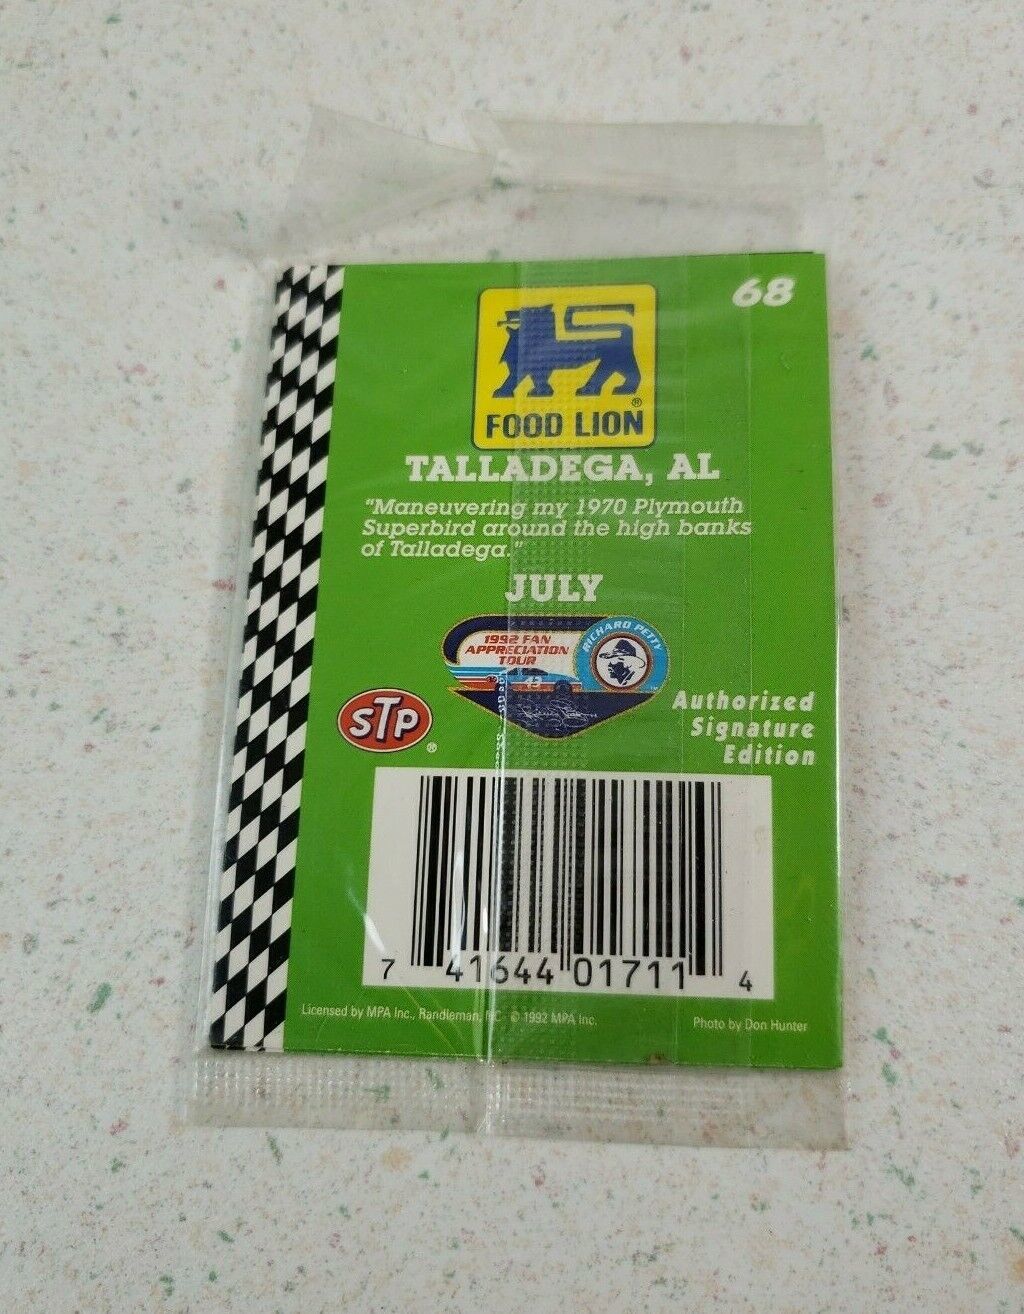 68
FOOD LION
®
TALLADEGA, AL
"Maneuvering my 1970 Plymouth
Superbird around the high banks
of Talladega."
JULY
1992 FAN
APPRECIATION
TOUR
RICHARD PETTY
43
TM
STP
®
Authorized
Signature
Edition
7 41644 01711 4
Licensed by MPA Inc., Randleman, NC © 1992 MPA Inc.
Photo by Don Hunter